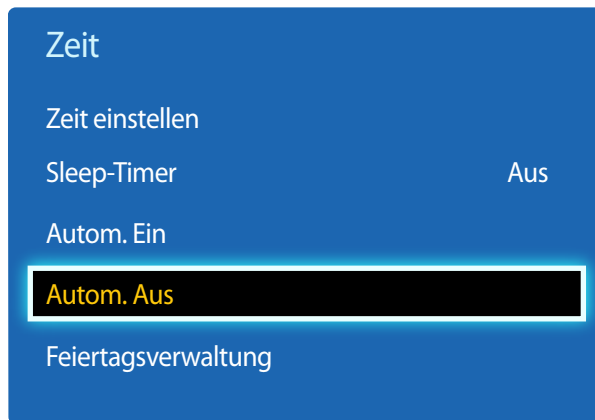 Zeit
Zeit einstellen
Sleep-Timer Aus
Autom. Ein
Autom. Aus
Feiertagsverwaltung